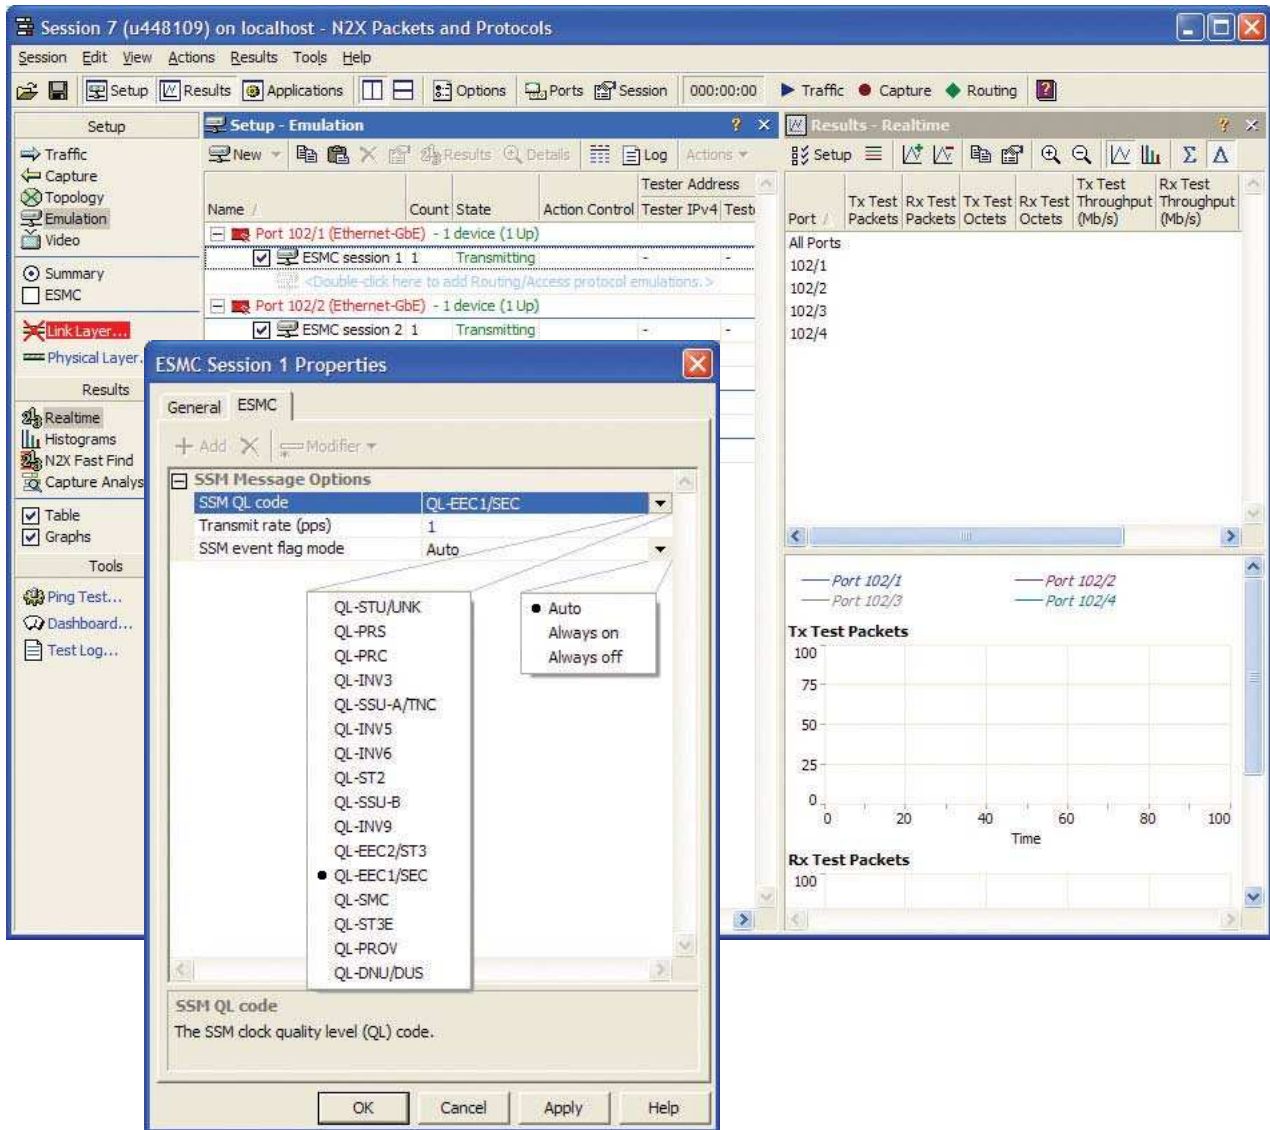 Session 7 (u448109) on localhost - N2X Packets and Protocols
Session Edit View Actions Results Tools Help
Setup Results Applications Options Ports Session 000:00:00 Traffic Capture Routing ?
Setup
Traffic
Capture
Topology
Emulation
Video
Summary
ESMC
Link Layer...
Physical Layer.
Results
Realtime
Histograms
N2X Fast Find
Capture Analys
Table
Graphs
Tools
Ping Test...
Dashboard...
Test Log...
Setup - Emulation ? ×
New Results Details Log Actions
Tester Address
Name / Count State Action Control Tester IPv4 Teste
Port 102/1 (Ethernet-GbE) - 1 device (1 Up)
ESMC session 1 1 Transmitting - -
<Double-click here to add Routing/Access protocol emulations.>
Port 102/2 (Ethernet-GbE) - 1 device (1 Up)
ESMC session 2 1 Transmitting - -
Results - Realtime ? ×
Setup Σ Δ
Port / Tx Test Packets Rx Test Packets Tx Test Octets Rx Test Octets Tx Test Throughput (Mb/s) Rx Test Throughput (Mb/s)
All Ports
102/1
102/2
102/3
102/4
Port 102/1 Port 102/2
Port 102/3 Port 102/4
Tx Test Packets
100
75
50
25
0
0 20 40 60 80 100
Time
Rx Test Packets
100
ESMC Session 1 Properties
General ESMC
Add Modifier
SSM Message Options
SSM QL code QL-EEC1/SEC
Transmit rate (pps) 1
SSM event flag mode Auto
QL-STU/UNK
QL-PRS
QL-PRC
QL-INV3
QL-SSU-A/TNC
QL-INV5
QL-INV6
QL-ST2
QL-SSU-B
QL-INV9
QL-EEC2/ST3
QL-EEC1/SEC
QL-SMC
QL-ST3E
QL-PROV
QL-DNU/DUS
Auto
Always on
Always off
SSM QL code
The SSM clock quality level (QL) code.
OK Cancel Apply Help